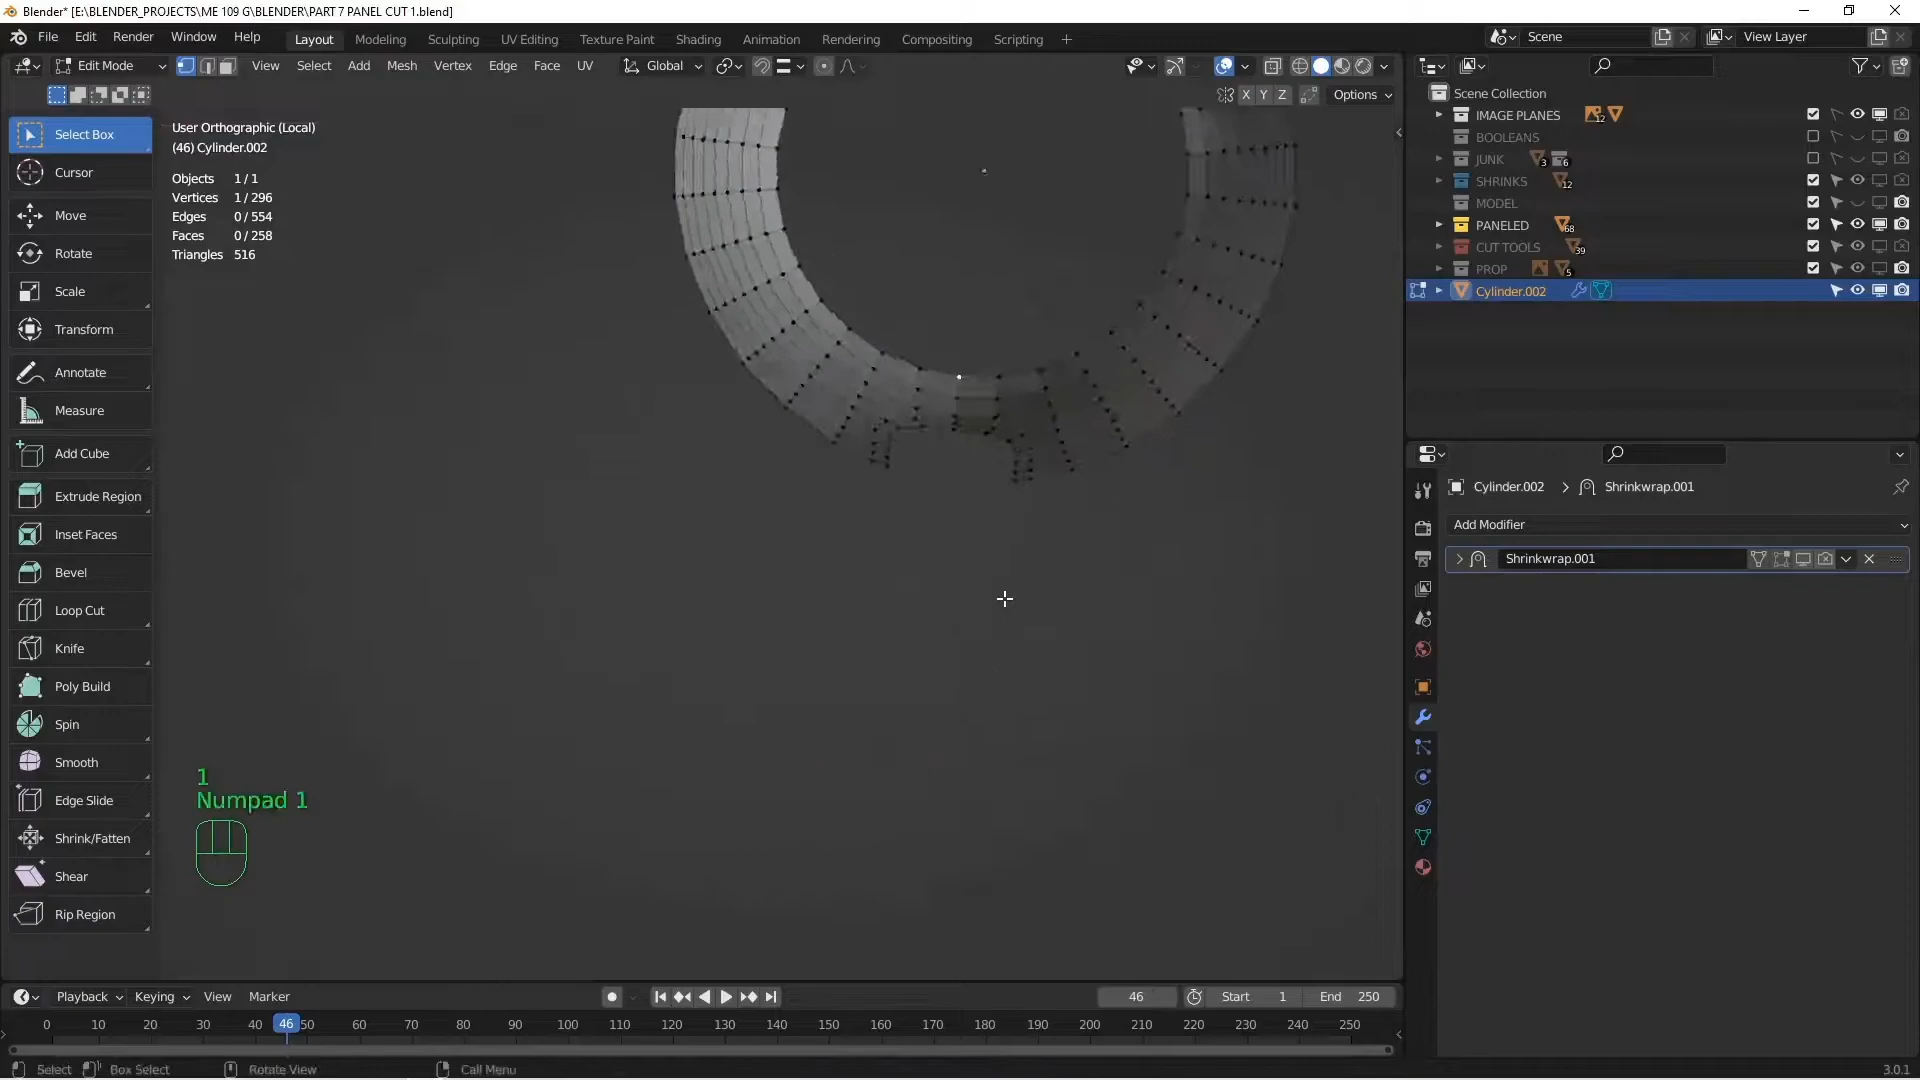 Blender* [E:\BLENDER_PROJECTS\ME 109 G\BLENDER\PART 7 PANEL CUT 1.blend]
File Edit Render Window Help Layout Modeling Sculpting UV Editing Texture Paint Shading Animation Rendering Compositing Scripting + Scene View Layer
Edit Mode View Select Add Mesh Vertex Edge Face UV Global
X Y Z Options
Scene Collection
IMAGE PLANES 12
BOOLEANS
JUNK 3 6
SHRINKS 12
MODEL
PANELED 68
CUT TOOLS 39
PROP 5
Cylinder.002
Select Box
Cursor
Move
Rotate
Scale
Transform
Annotate
Measure
Add Cube
Extrude Region
Inset Faces
Bevel
Loop Cut
Knife
Poly Build
Spin
Smooth
Edge Slide
Shrink/Fatten
Shear
Rip Region
User Orthographic (Local)
(46) Cylinder.002
Objects 1 / 1
Vertices 1 / 296
Edges 0 / 554
Faces 0 / 258
Triangles 516
1
Numpad 1
Cylinder.002 > Shrinkwrap.001
Add Modifier
Shrinkwrap.001
Playback Keying View Marker 46 Start 1 End 250
0 10 20 30 40 46 50 60 70 80 90 100 110 120 130 140 150 160 170 180 190 200 210 220 230 240 250
Select Box Select Rotate View Call Menu 3.0.1